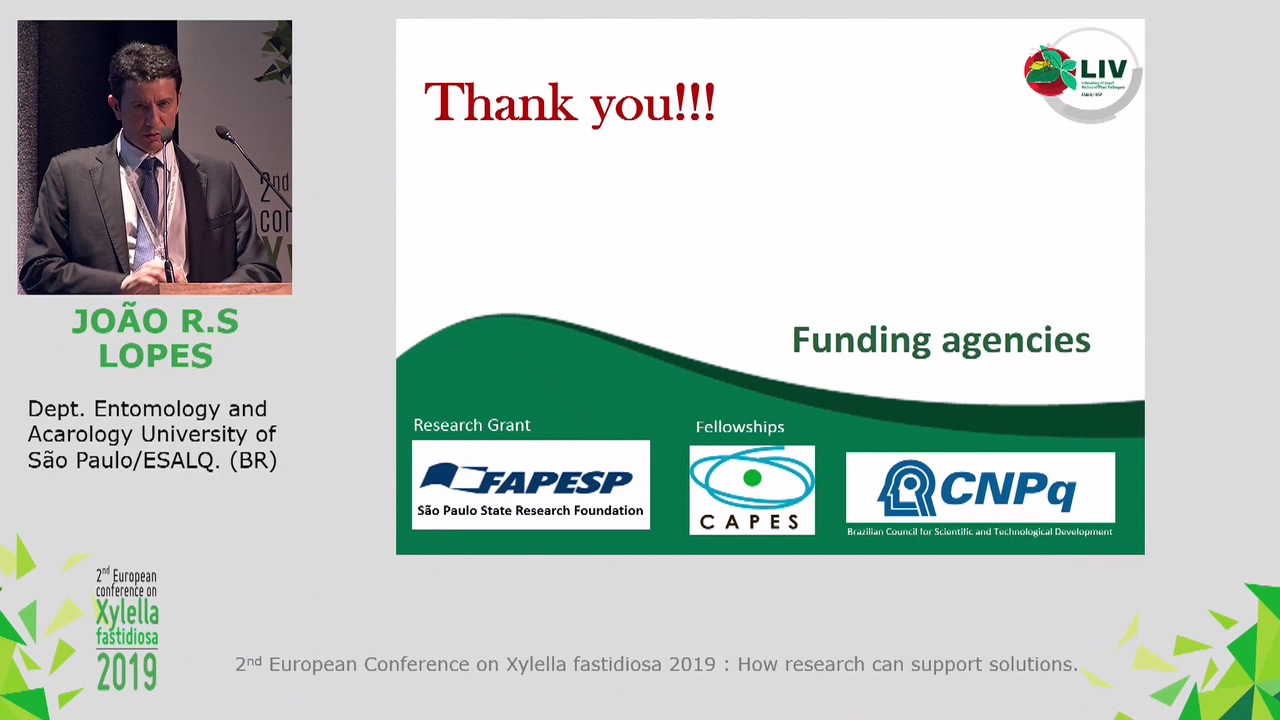 2nd
con
X
JOÃO R.S
LOPES
Dept. Entomology and
Acarology University of
São Paulo/ESALQ. (BR)
Thank you!!!
LIV
Funding agencies
Research Grant
FAPESP
São Paulo State Research Foundation
Fellowships
CAPES
CNPq
Brazilian Council for Scientific and Technological Development
2nd European
conference on
Xylella
fastidiosa
2019
2nd European Conference on Xylella fastidiosa 2019 : How research can support solutions.